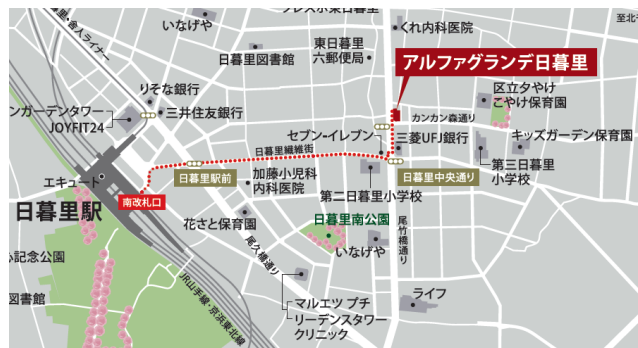 プレスポ東日暮里
いなげや
くれ内科医院
里・舎人ライナー
日暮里図書館
東日暮里
六郵便局
アルファグランデ日暮里
りそな銀行
三井住友銀行
ンガーデンタワー
JOYFIT24
カンカン森通り
区立夕やけ
こやけ保育園
セブン-イレブン
三菱UFJ銀行
キッズガーデン保育園
日暮里繊維街
第三日暮里
小学校
エキュート
日暮里駅前
加藤小児科
内科医院
日暮里中央通り
南改札口
第二日暮里小学校
日暮里駅
花さと保育園
日暮里南公園
尾竹橋通り
尾久橋通り
いなげや
心記念公園
JR山手線・京浜東北線
図書館
マルエツ プチ
リーデンスタワー
クリニック
ライフ